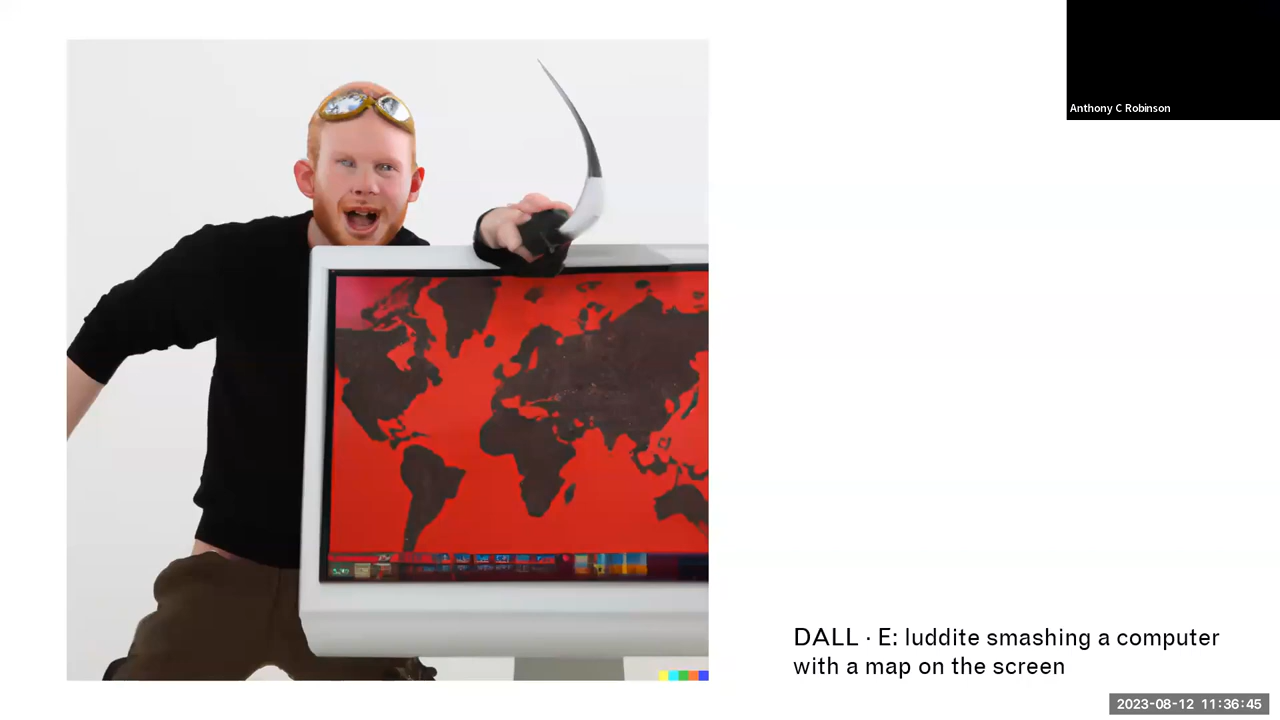 Anthony C Robinson
DALL · E: luddite smashing a computer
with a map on the screen
2023-08-12 11:36:45